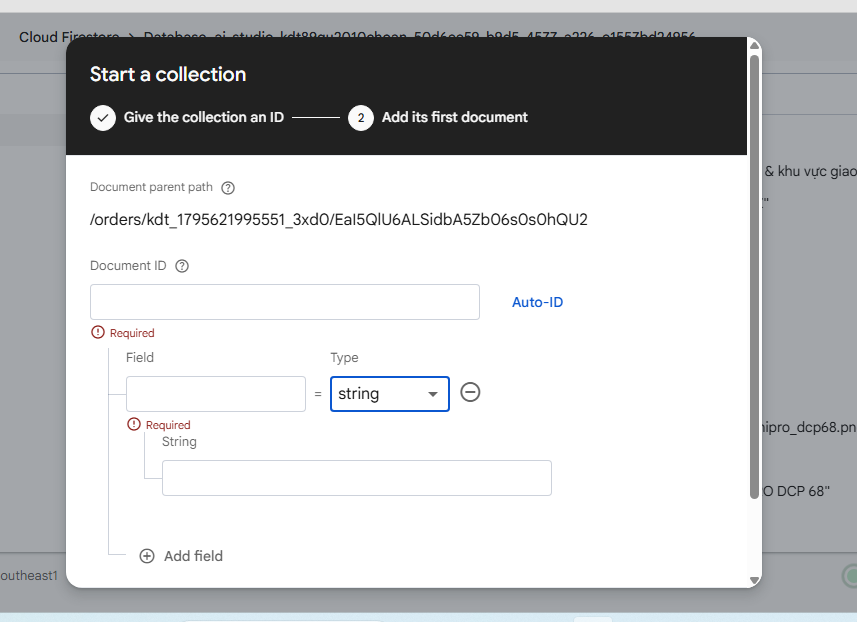 Cloud Firestore > Database
Start a collection
Give the collection an ID
2 Add its first document
& khu vực giao
Document parent path
/orders/kdt_1795621995551_3xd0/EaI5QlU6ALSidbA5Zb06s0s0hQU2
Document ID
Auto-ID
Required
Field
Type
=
string
Required
String
nipro_dcp68.pn
O DCP 68"
Add field
outheast1